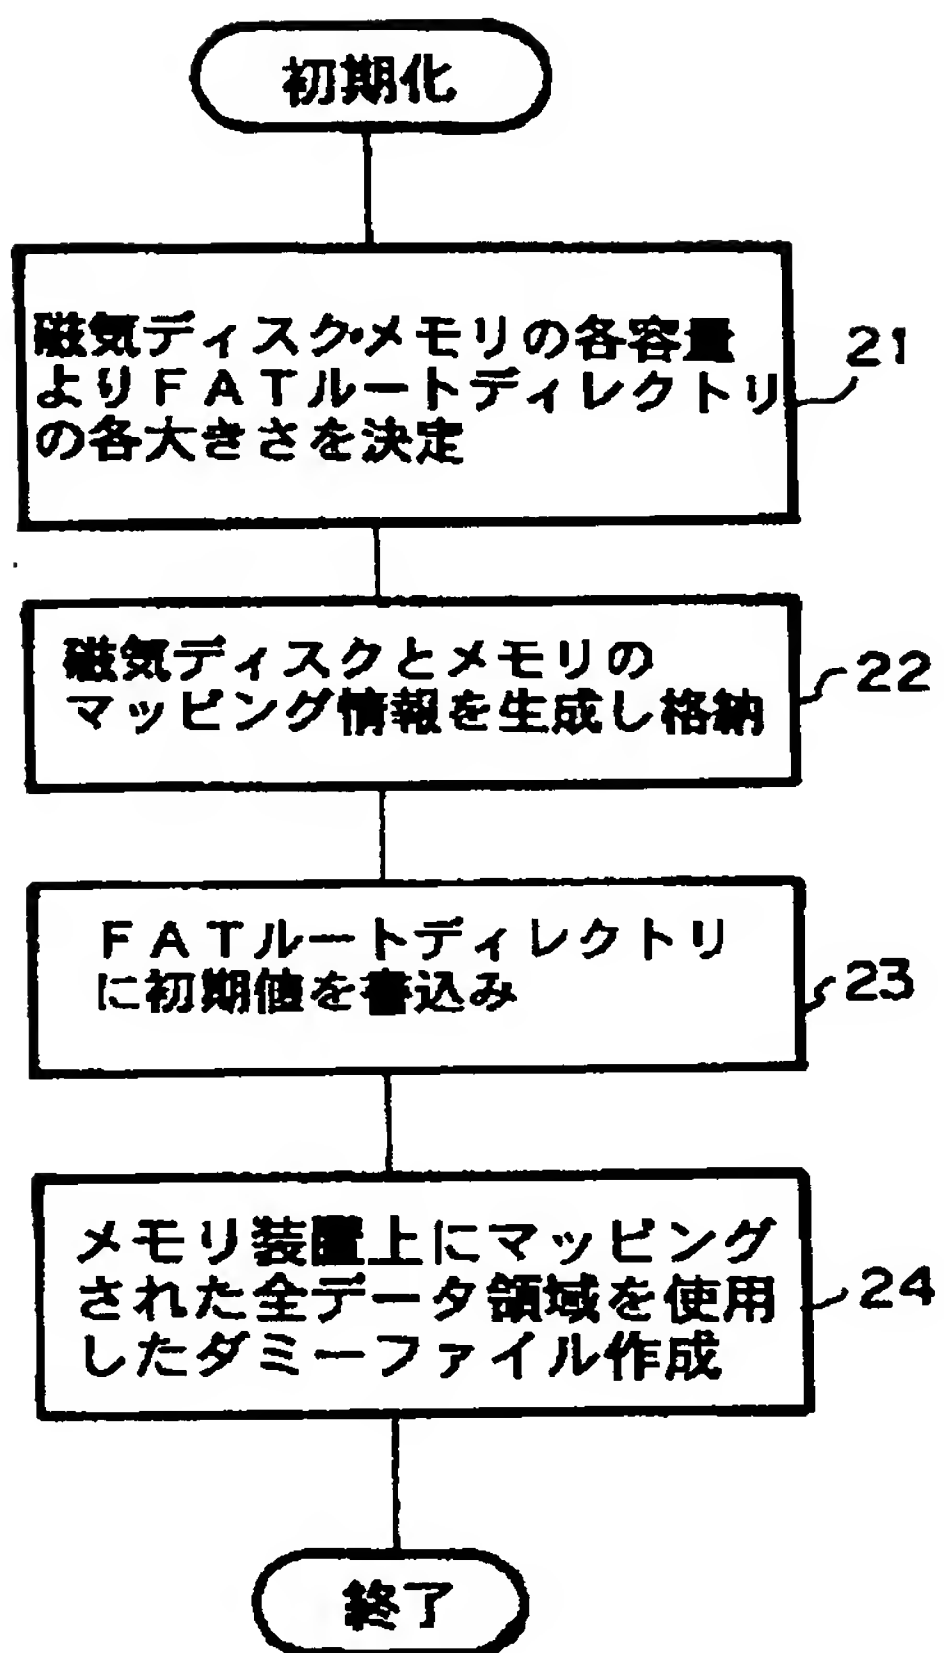 初期化
磁気ディスク・メモリの各容量
よりＦＡＴルートディレクトリ
の各大きさを決定
21
磁気ディスクとメモリの
マッピング情報を生成し格納
22
ＦＡＴルートディレクトリ
に初期値を書込み
23
メモリ装置上にマッピング
された全データ領域を使用
したダミーファイル作成
24
終了